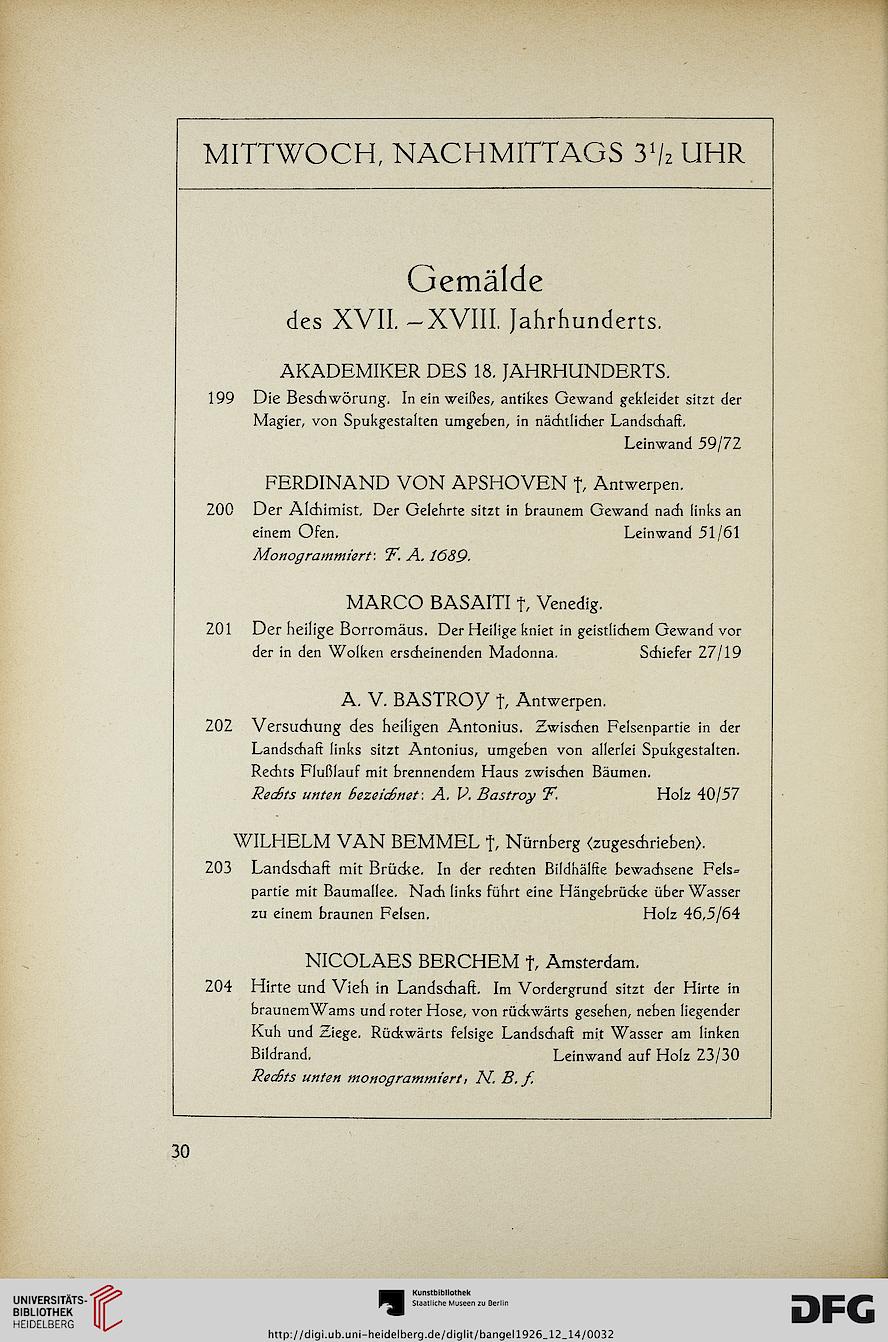 MITTWOCH, NACHMITTAGS 3¹/₂ UHR
Gemälde
des XVII. – XVIII. Jahrhunderts.
AKADEMIKER DES 18. JAHRHUNDERTS.
199 Die Beschwörung. In ein weißes, antikes Gewand gekleidet sitzt der
Magier, von Spukgestalten umgeben, in nächtlicher Landschaft.
Leinwand 59/72
FERDINAND VON APSHOVEN †, Antwerpen.
200 Der Alchimist. Der Gelehrte sitzt in braunem Gewand nach links an
einem Ofen. Leinwand 51/61
Monogrammiert: F. A. 1689.
MARCO BASAITI †, Venedig.
201 Der heilige Borromäus. Der Heilige kniet in geistlichem Gewand vor
der in den Wolken erscheinenden Madonna. Schiefer 27/19
A. V. BASTROY †, Antwerpen.
202 Versuchung des heiligen Antonius. Zwischen Felsenpartie in der
Landschaft links sitzt Antonius, umgeben von allerlei Spukgestalten.
Rechts Flußlauf mit brennendem Haus zwischen Bäumen.
Rechts unten bezeichnet: A. V. Bastroy F. Holz 40/57
WILHELM VAN BEMMEL †, Nürnberg ⟨zugeschrieben⟩.
203 Landschaft mit Brücke. In der rechten Bildhälfte bewachsene Fels-
partie mit Baumallee. Nach links führt eine Hängebrücke über Wasser
zu einem braunen Felsen. Holz 46,5/64
NICOLAES BERCHEM †, Amsterdam.
204 Hirte und Vieh in Landschaft. Im Vordergrund sitzt der Hirte in
braunem Wams und roter Hose, von rückwärts gesehen, neben liegender
Kuh und Ziege. Rückwärts felsige Landschaft mit Wasser am linken
Bildrand. Leinwand auf Holz 23/30
Rechts unten monogrammiert, N. B. f.
30
UNIVERSITÄTS-
BIBLIOTHEK
HEIDELBERG
Kunstbibliothek
Staatliche Museen zu Berlin
http://digi.ub.uni-heidelberg.de/diglit/bangel1926_12_14/0032
DFG